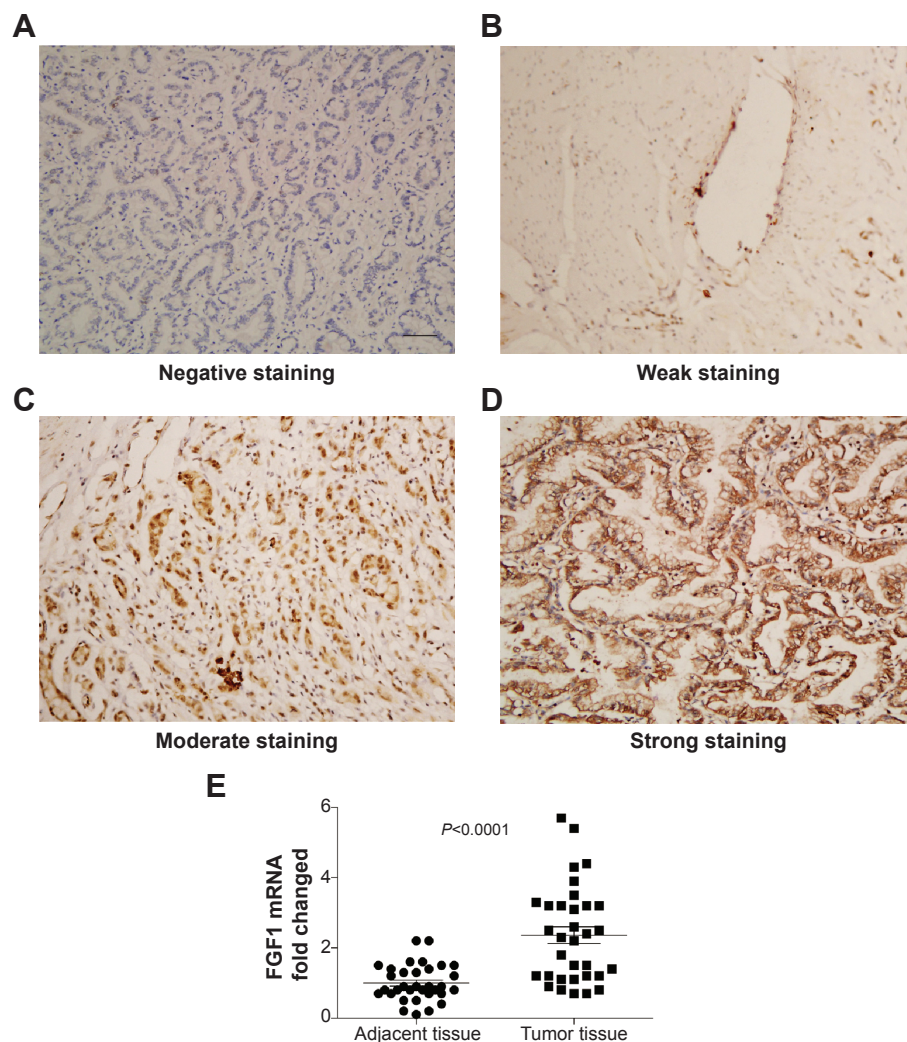 A
B
Negative staining
Weak staining
C
D
Moderate staining
Strong staining
E
FGF1 mRNA
fold changed
6
4
2
0
P<0.0001
Adjacent tissue
Tumor tissue